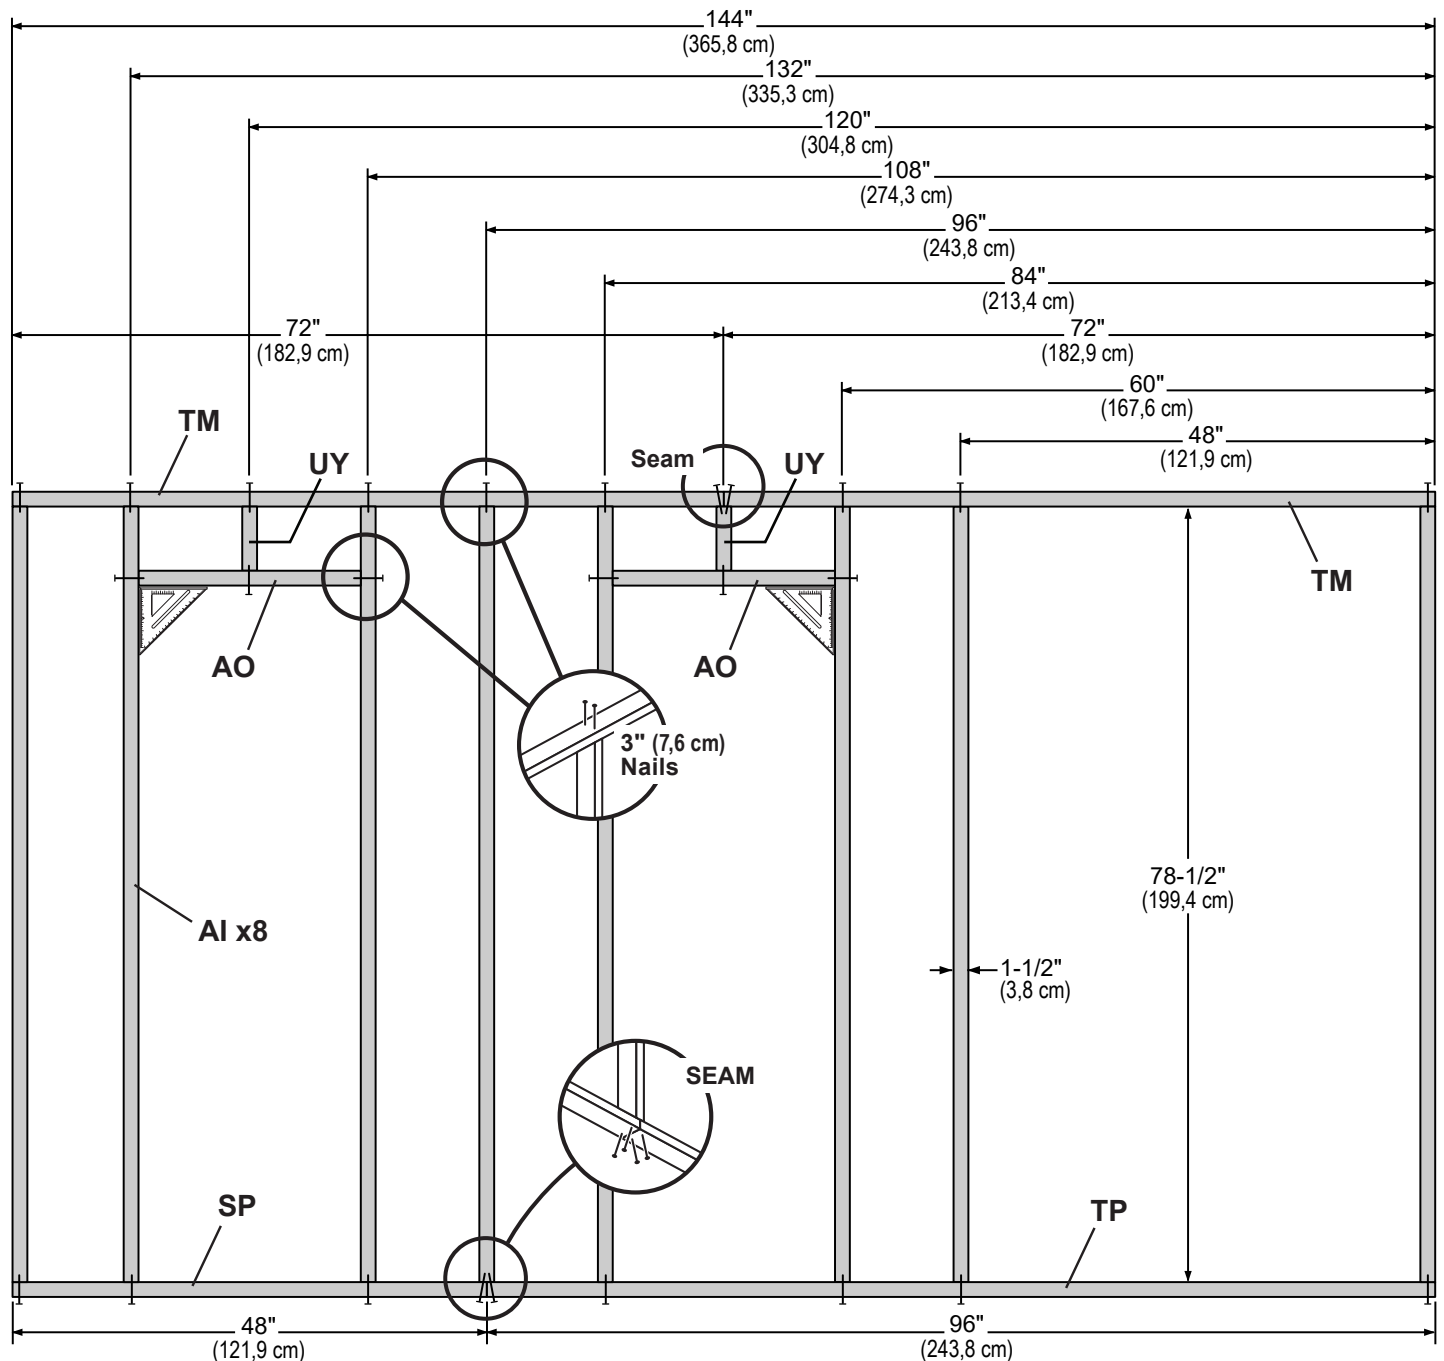 144"
(365,8 cm)
132"
(335,3 cm)
120"
(304,8 cm)
108"
(274,3 cm)
96"
(243,8 cm)
84"
(213,4 cm)
72"
(182,9 cm)
72"
(182,9 cm)
60"
(167,6 cm)
48"
(121,9 cm)
TM
UY
Seam
UY
TM
AO
AO
3" (7,6 cm)
Nails
78-1/2"
(199,4 cm)
AI x8
1-1/2"
(3,8 cm)
SEAM
SP
TP
48"
(121,9 cm)
96"
(243,8 cm)